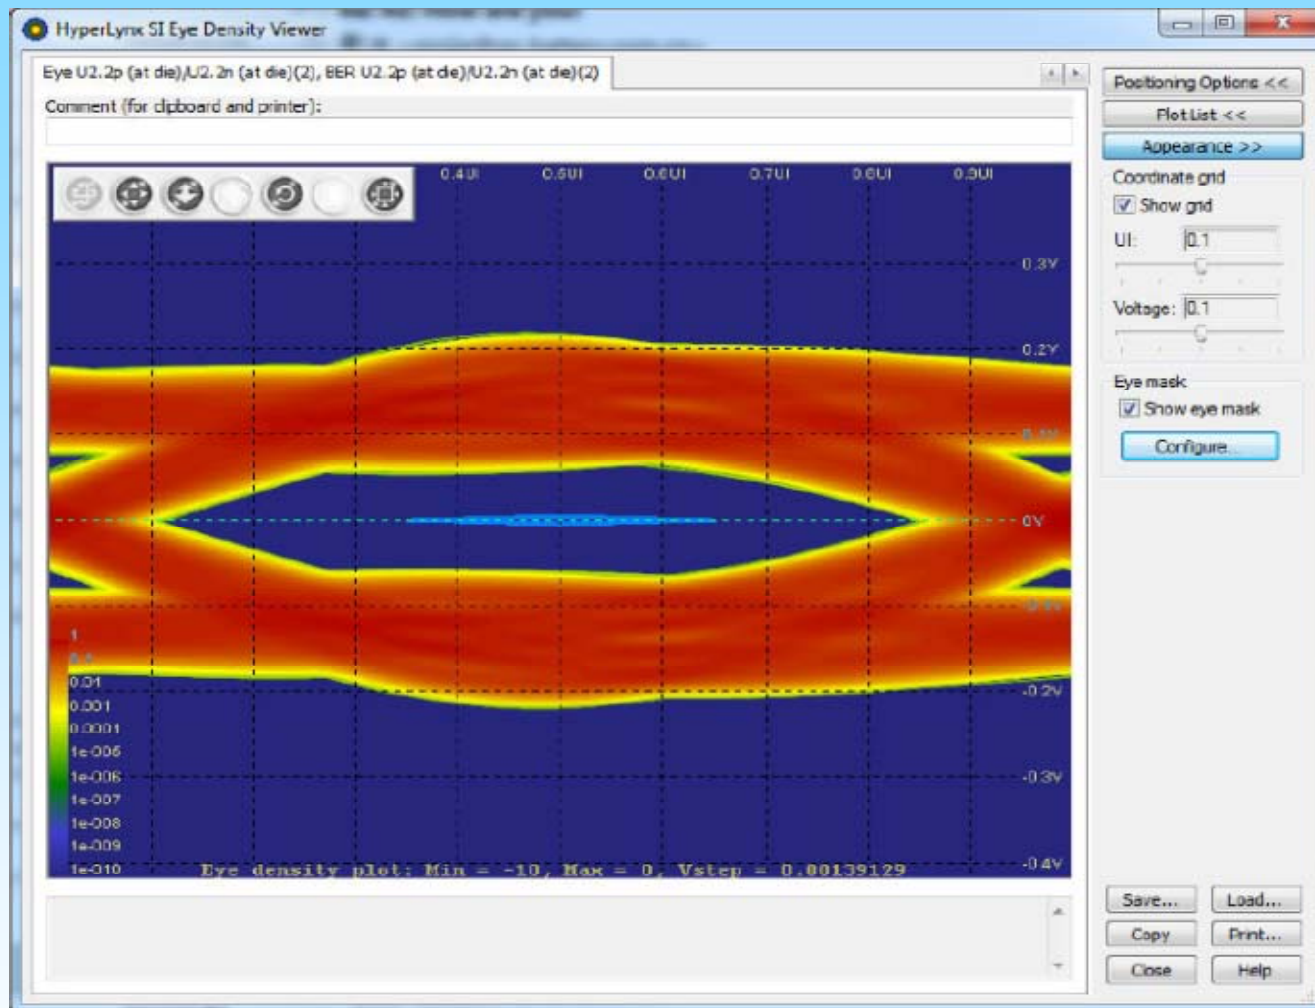 HyperLynx SI Eye Density Viewer
Eye U2.2p (at die)/U2.2n (at die)(2), BER U2.2p (at die)/U2.2n (at die)(2)
Comment (for clipboard and printer):
0.4UI 0.5UI 0.6UI 0.7UI 0.8UI 0.9UI
0.3V
0.2V
0V
-0.2V
-0.3V
-0.4V
1
0.01
0.001
0.0001
1e-005
1e-006
1e-007
1e-008
1e-009
1e-010
Eye density plot: Min = -10, Max = 0, Vstep = 0.00139129
Positioning Options <<
Plot List <<
Appearance >>
Coordinate grid
Show grid
UI: 0.1
Voltage: 0.1
Eye mask
Show eye mask
Configure...
Save... Load...
Copy Print...
Close Help